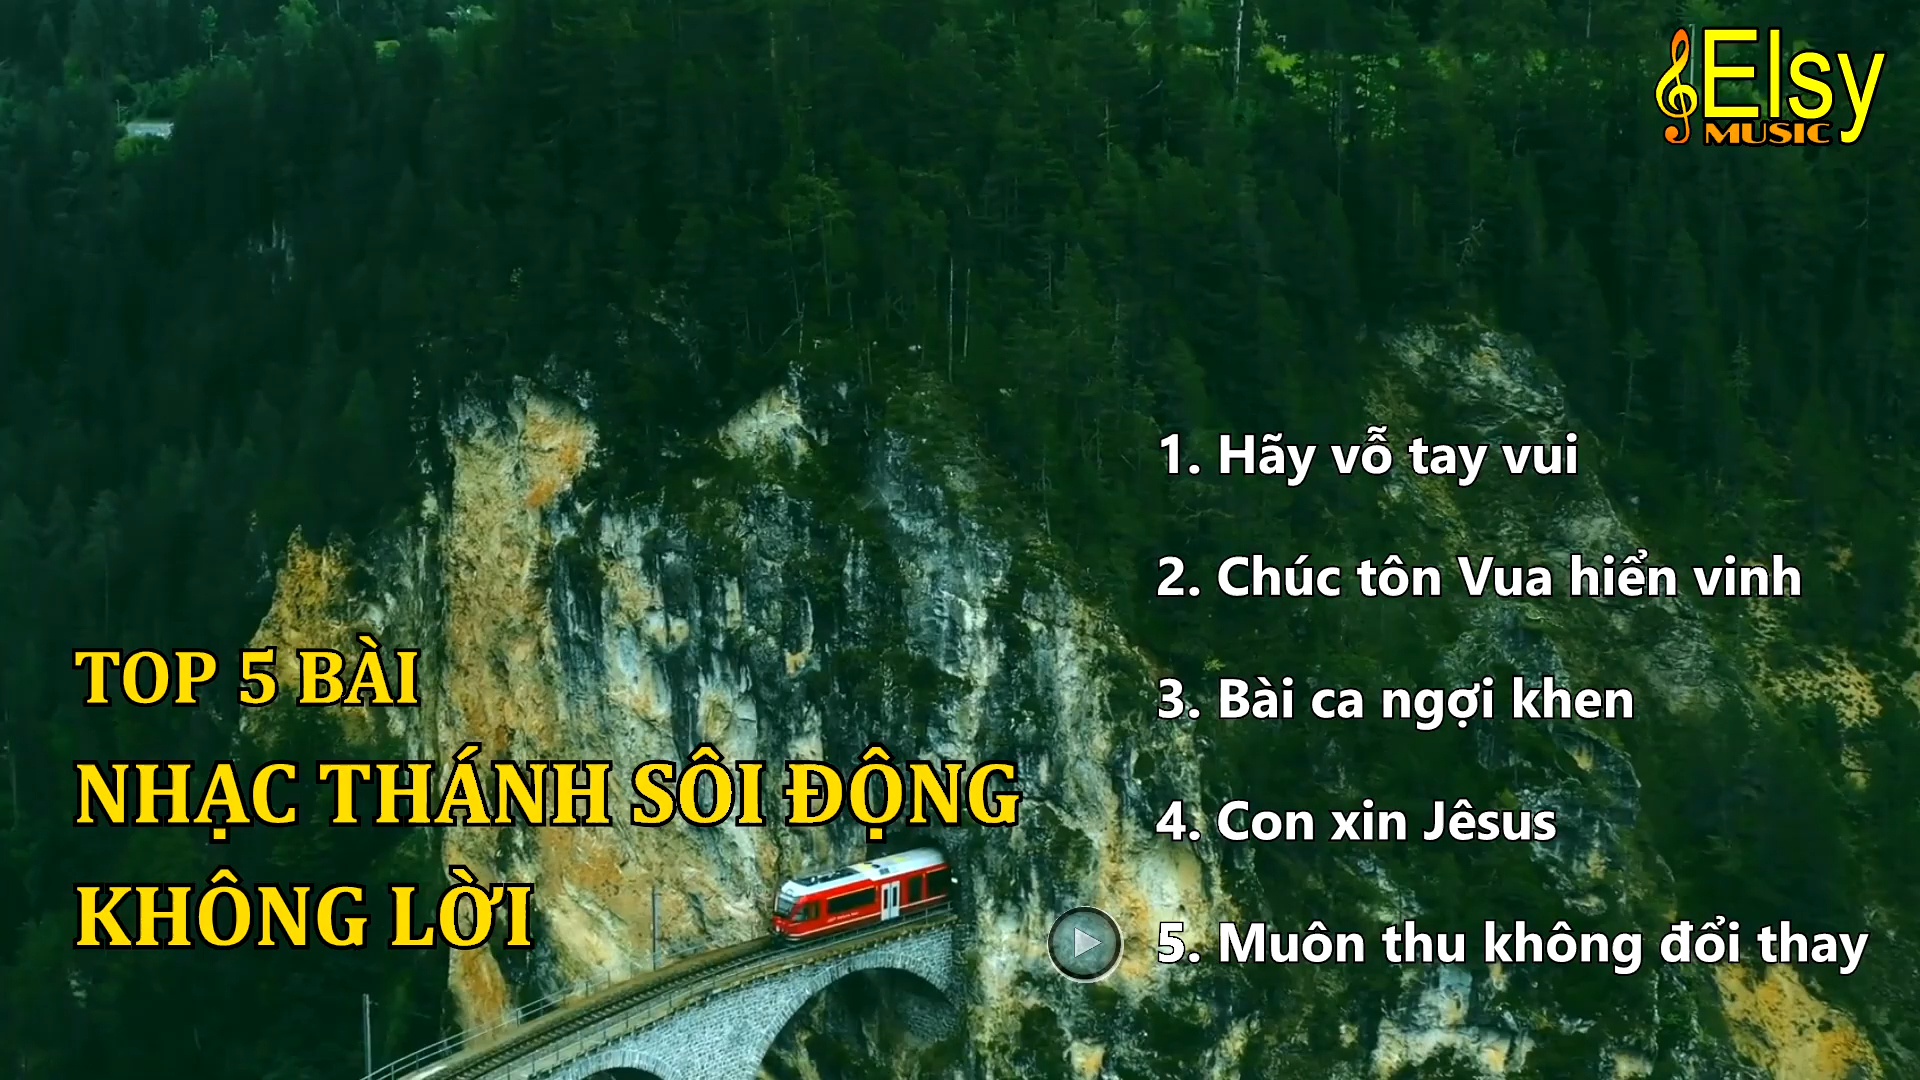 Elsy
MUSIC
1. Hãy vỗ tay vui
2. Chúc tôn Vua hiển vinh
3. Bài ca ngợi khen
4. Con xin Jêsus
5. Muôn thu không đổi thay
TOP 5 BÀI
NHẠC THÁNH SÔI ĐỘNG
KHÔNG LỜI